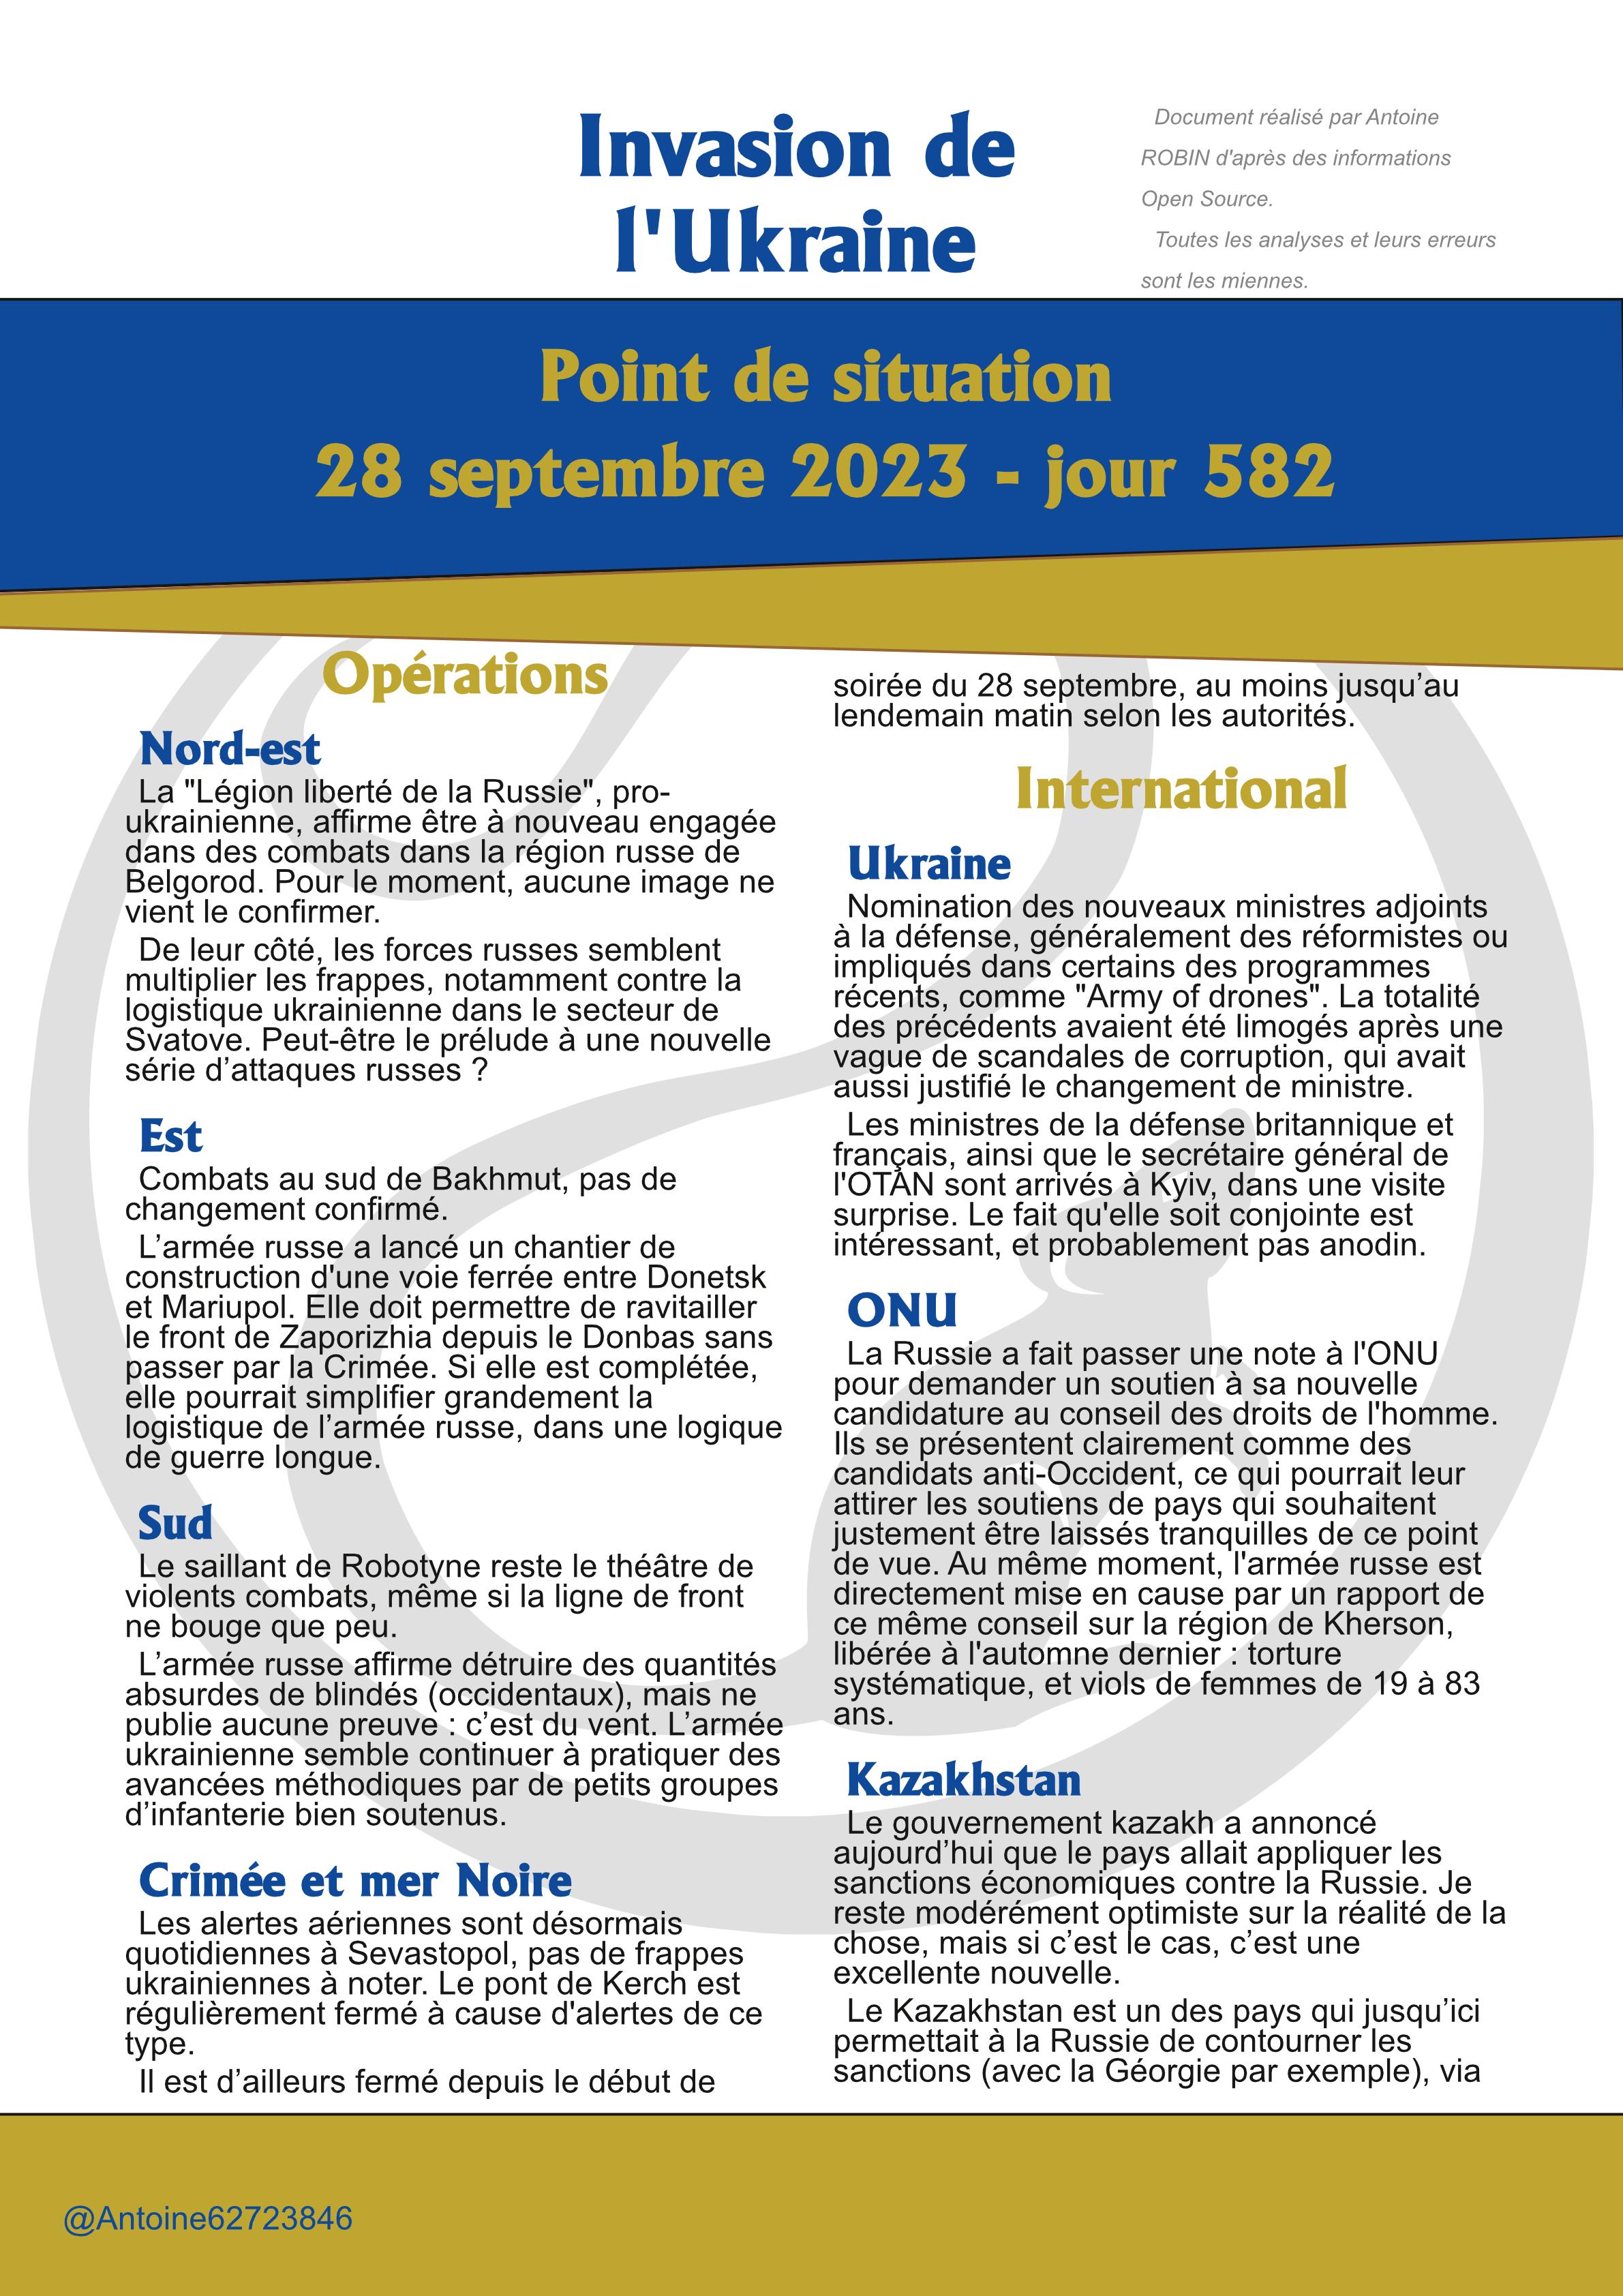 Invasion de
l'Ukraine
Document réalisé par Antoine
ROBIN d'après des informations
Open Source.
Toutes les analyses et leurs erreurs
sont les miennes.
Point de situation
28 septembre 2023 - jour 582
Opérations
Nord-est
La "Légion liberté de la Russie", pro-
ukrainienne, affirme être à nouveau engagée
dans des combats dans la région russe de
Belgorod. Pour le moment, aucune image ne
vient le confirmer.
De leur côté, les forces russes semblent
multiplier les frappes, notamment contre la
logistique ukrainienne dans le secteur de
Svatove. Peut-être le prélude à une nouvelle
série d’attaques russes ?
Est
Combats au sud de Bakhmut, pas de
changement confirmé.
L’armée russe a lancé un chantier de
construction d'une voie ferrée entre Donetsk
et Mariupol. Elle doit permettre de ravitailler
le front de Zaporizhia depuis le Donbas sans
passer par la Crimée. Si elle est complétée,
elle pourrait simplifier grandement la
logistique de l’armée russe, dans une logique
de guerre longue.
Sud
Le saillant de Robotyne reste le théâtre de
violents combats, même si la ligne de front
ne bouge que peu.
L’armée russe affirme détruire des quantités
absurdes de blindés (occidentaux), mais ne
publie aucune preuve : c’est du vent. L’armée
ukrainienne semble continuer à pratiquer des
avancées méthodiques par de petits groupes
d’infanterie bien soutenus.
Crimée et mer Noire
Les alertes aériennes sont désormais
quotidiennes à Sevastopol, pas de frappes
ukrainiennes à noter. Le pont de Kerch est
régulièrement fermé à cause d'alertes de ce
type.
Il est d’ailleurs fermé depuis le début de
soirée du 28 septembre, au moins jusqu’au
lendemain matin selon les autorités.
International
Ukraine
Nomination des nouveaux ministres adjoints
à la défense, généralement des réformistes ou
impliqués dans certains des programmes
récents, comme "Army of drones". La totalité
des précédents avaient été limogés après une
vague de scandales de corruption, qui avait
aussi justifié le changement de ministre.
Les ministres de la défense britannique et
français, ainsi que le secrétaire général de
l'OTAN sont arrivés à Kyiv, dans une visite
surprise. Le fait qu'elle soit conjointe est
intéressant, et probablement pas anodin.
ONU
La Russie a fait passer une note à l'ONU
pour demander un soutien à sa nouvelle
candidature au conseil des droits de l'homme.
Ils se présentent clairement comme des
candidats anti-Occident, ce qui pourrait leur
attirer les soutiens de pays qui souhaitent
justement être laissés tranquilles de ce point
de vue. Au même moment, l'armée russe est
directement mise en cause par un rapport de
ce même conseil sur la région de Kherson,
libérée à l'automne dernier : torture
systématique, et viols de femmes de 19 à 83
ans.
Kazakhstan
Le gouvernement kazakh a annoncé
aujourd’hui que le pays allait appliquer les
sanctions économiques contre la Russie. Je
reste modérément optimiste sur la réalité de la
chose, mais si c’est le cas, c’est une
excellente nouvelle.
Le Kazakhstan est un des pays qui jusqu’ici
permettait à la Russie de contourner les
sanctions (avec la Géorgie par exemple), via
@Antoine62723846